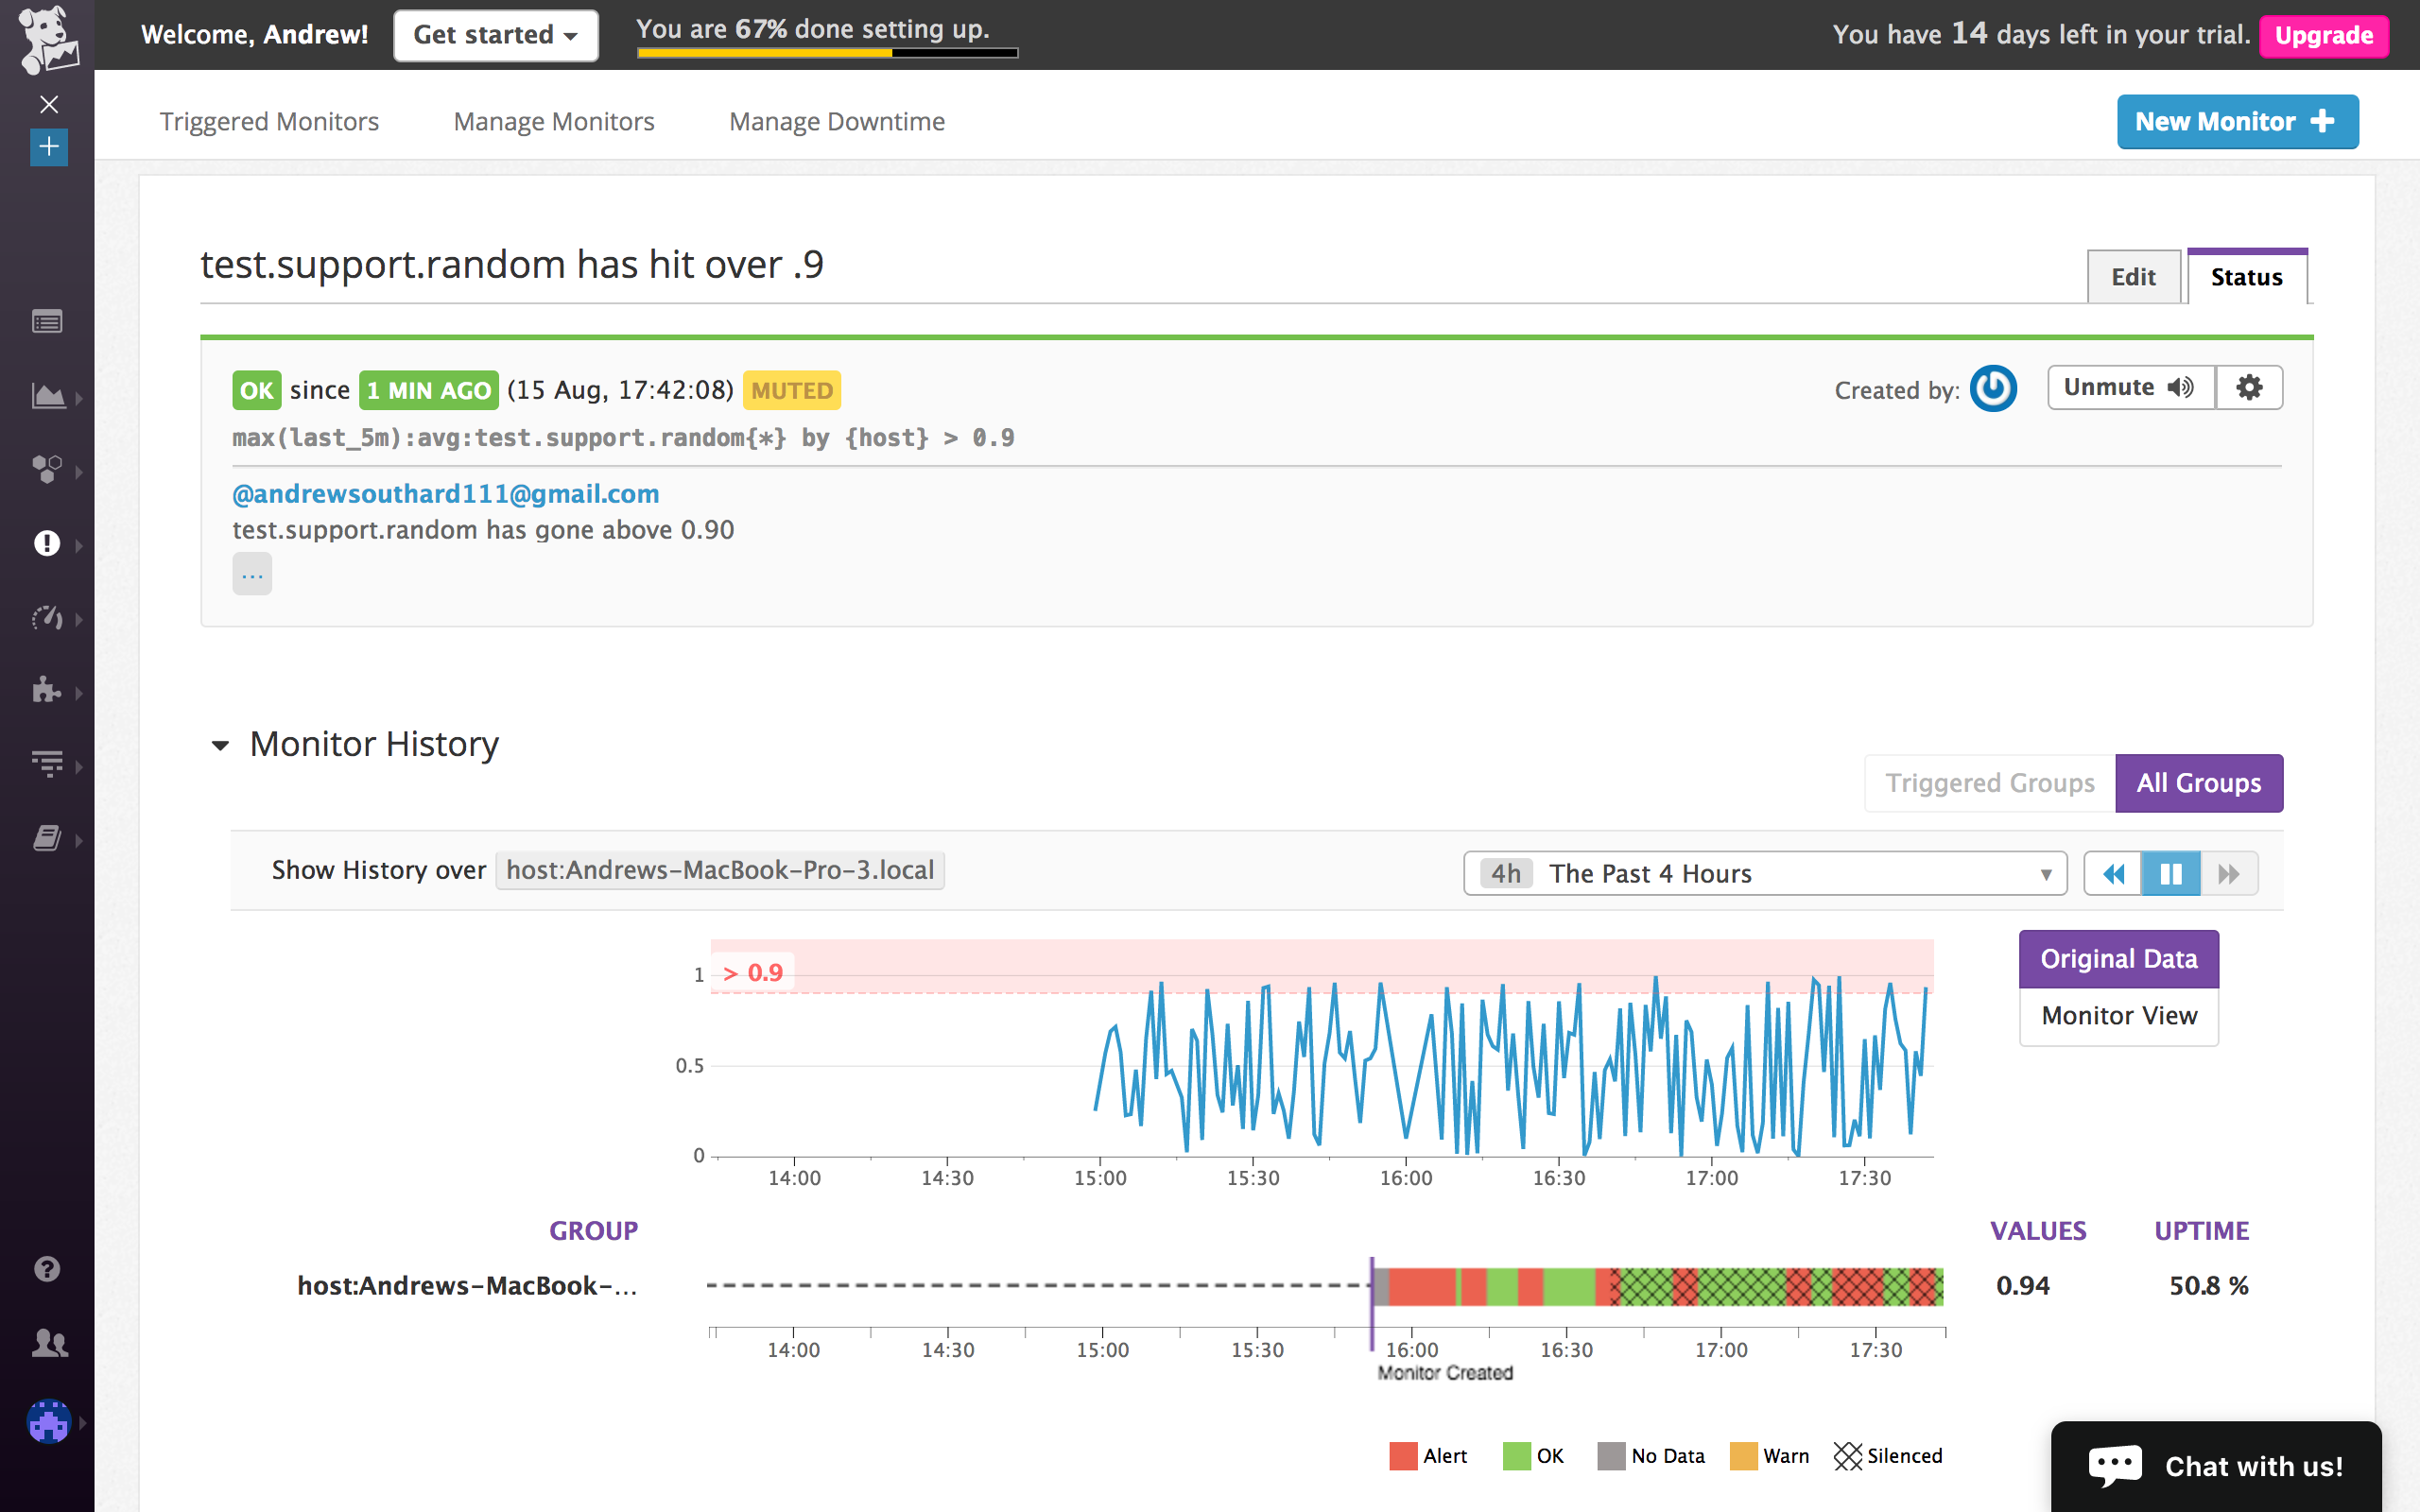 Welcome, Andrew!
Get started
You are 67% done setting up.
You have 14 days left in your trial.
Upgrade
Triggered Monitors
Manage Monitors
Manage Downtime
New Monitor +
test.support.random has hit over .9
Edit
Status
OK since 1 MIN AGO (15 Aug, 17:42:08) MUTED
Created by:
Unmute
max(last_5m):avg:test.support.random{*} by {host} > 0.9
@andrewsouthard111@gmail.com
test.support.random has gone above 0.90
...
Monitor History
Triggered Groups
All Groups
Show History over host:Andrews-MacBook-Pro-3.local
4h The Past 4 Hours
> 0.9
1
0.5
0
14:00 14:30 15:00 15:30 16:00 16:30 17:00 17:30
Original Data
Monitor View
GROUP
VALUES
UPTIME
host:Andrews-MacBook-...
0.94
50.8 %
14:00 14:30 15:00 15:30 16:00 16:30 17:00 17:30
Monitor Created
Alert OK No Data Warn Silenced
Chat with us!